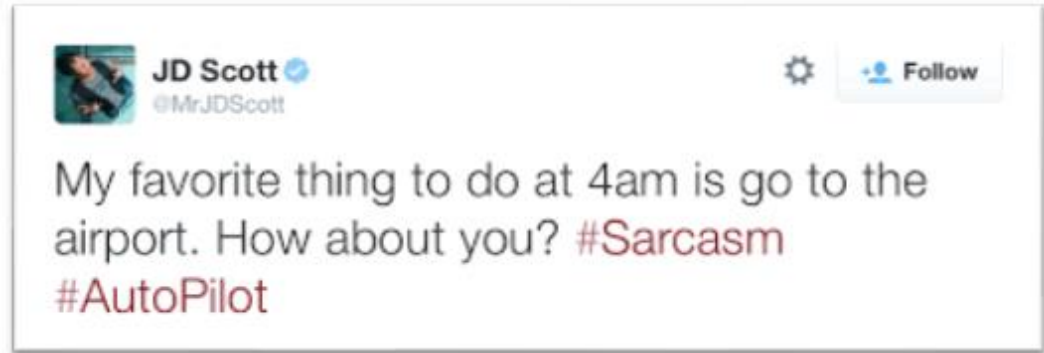 JD Scott
@MrJDScott
Follow
My favorite thing to do at 4am is go to the
airport. How about you? #Sarcasm
#AutoPilot